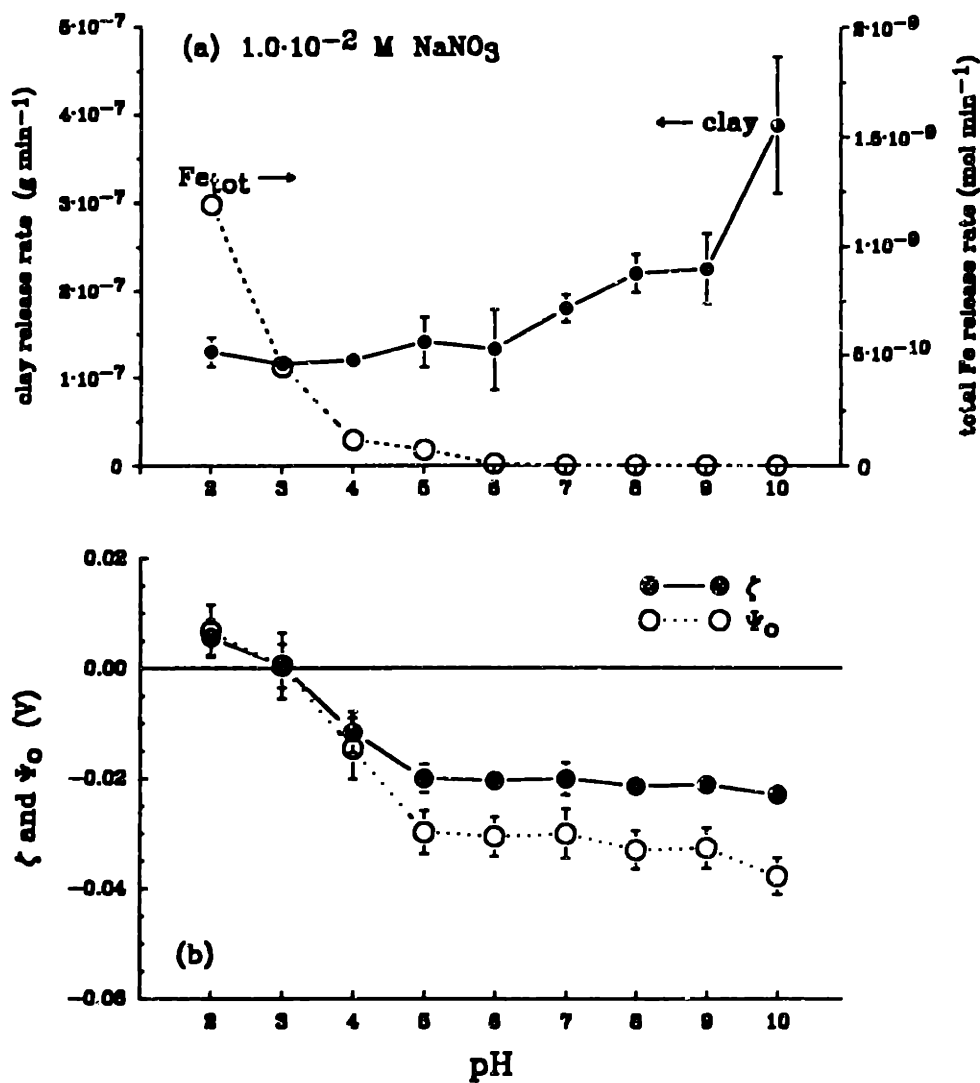 (a) 1.0·10⁻² M NaNO₃
clay release rate (g min⁻¹)
5·10⁻⁷
4·10⁻⁷
3·10⁻⁷
2·10⁻⁷
1·10⁻⁷
0
Fe_tot →
← clay
2·10⁻⁹
1.5·10⁻⁹
1·10⁻⁹
5·10⁻¹⁰
0
total Fe release rate (mol min⁻¹)
2 3 4 5 6 7 8 9 10
ζ and Ψ₀ (V)
0.02
0.00
−0.02
−0.04
−0.06
ζ
Ψ₀
(b)
2 3 4 5 6 7 8 9 10
pH